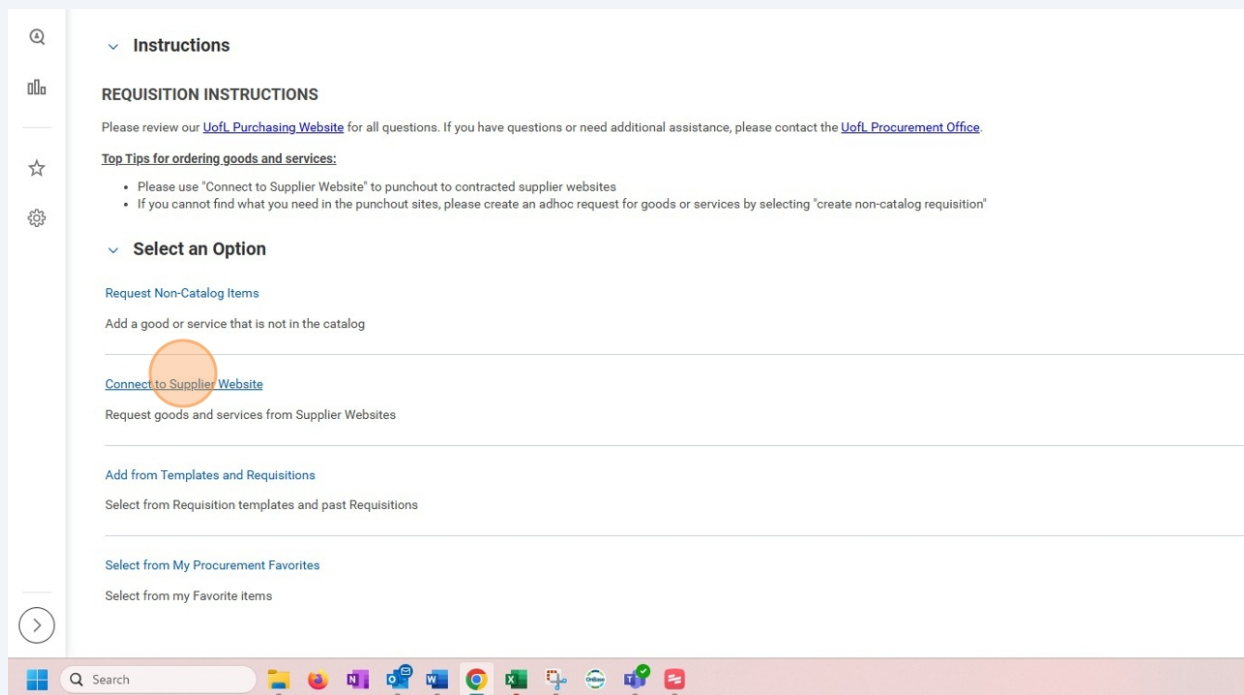 Instructions
REQUISITION INSTRUCTIONS
Please review our UofL Purchasing Website for all questions. If you have questions or need additional assistance, please contact the UofL Procurement Office.
Top Tips for ordering goods and services:
• Please use "Connect to Supplier Website" to punchout to contracted supplier websites
• If you cannot find what you need in the punchout sites, please create an adhoc request for goods or services by selecting "create non-catalog requisition"
Select an Option
Request Non-Catalog Items
Add a good or service that is not in the catalog
Connect to Supplier Website
Request goods and services from Supplier Websites
Add from Templates and Requisitions
Select from Requisition templates and past Requisitions
Select from My Procurement Favorites
Select from my Favorite items
Search